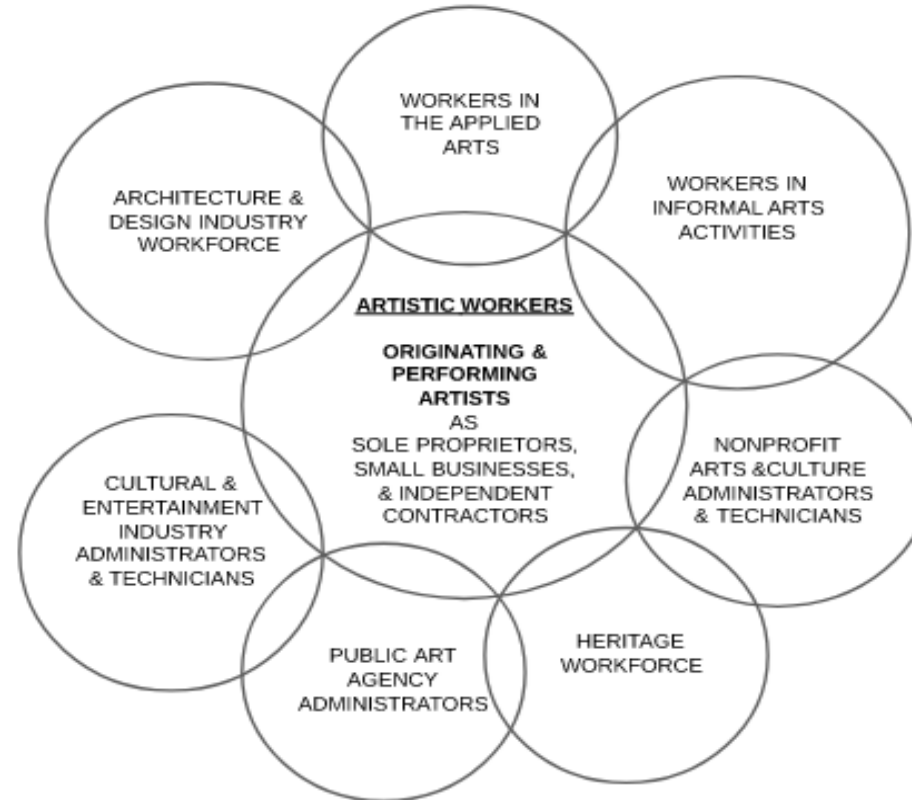 WORKERS IN
THE APPLIED
ARTS
ARCHITECTURE &
DESIGN INDUSTRY
WORKFORCE
WORKERS IN
INFORMAL ARTS
ACTIVITIES
ARTISTIC WORKERS
ORIGINATING &
PERFORMING
ARTISTS
AS
SOLE PROPRIETORS,
SMALL BUSINESSES,
& INDEPENDENT
CONTRACTORS
NONPROFIT
ARTS &CULTURE
ADMINISTRATORS
& TECHNICIANS
CULTURAL &
ENTERTAINMENT
INDUSTRY
ADMINISTRATORS
& TECHNICIANS
PUBLIC ART
AGENCY
ADMINISTRATORS
HERITAGE
WORKFORCE